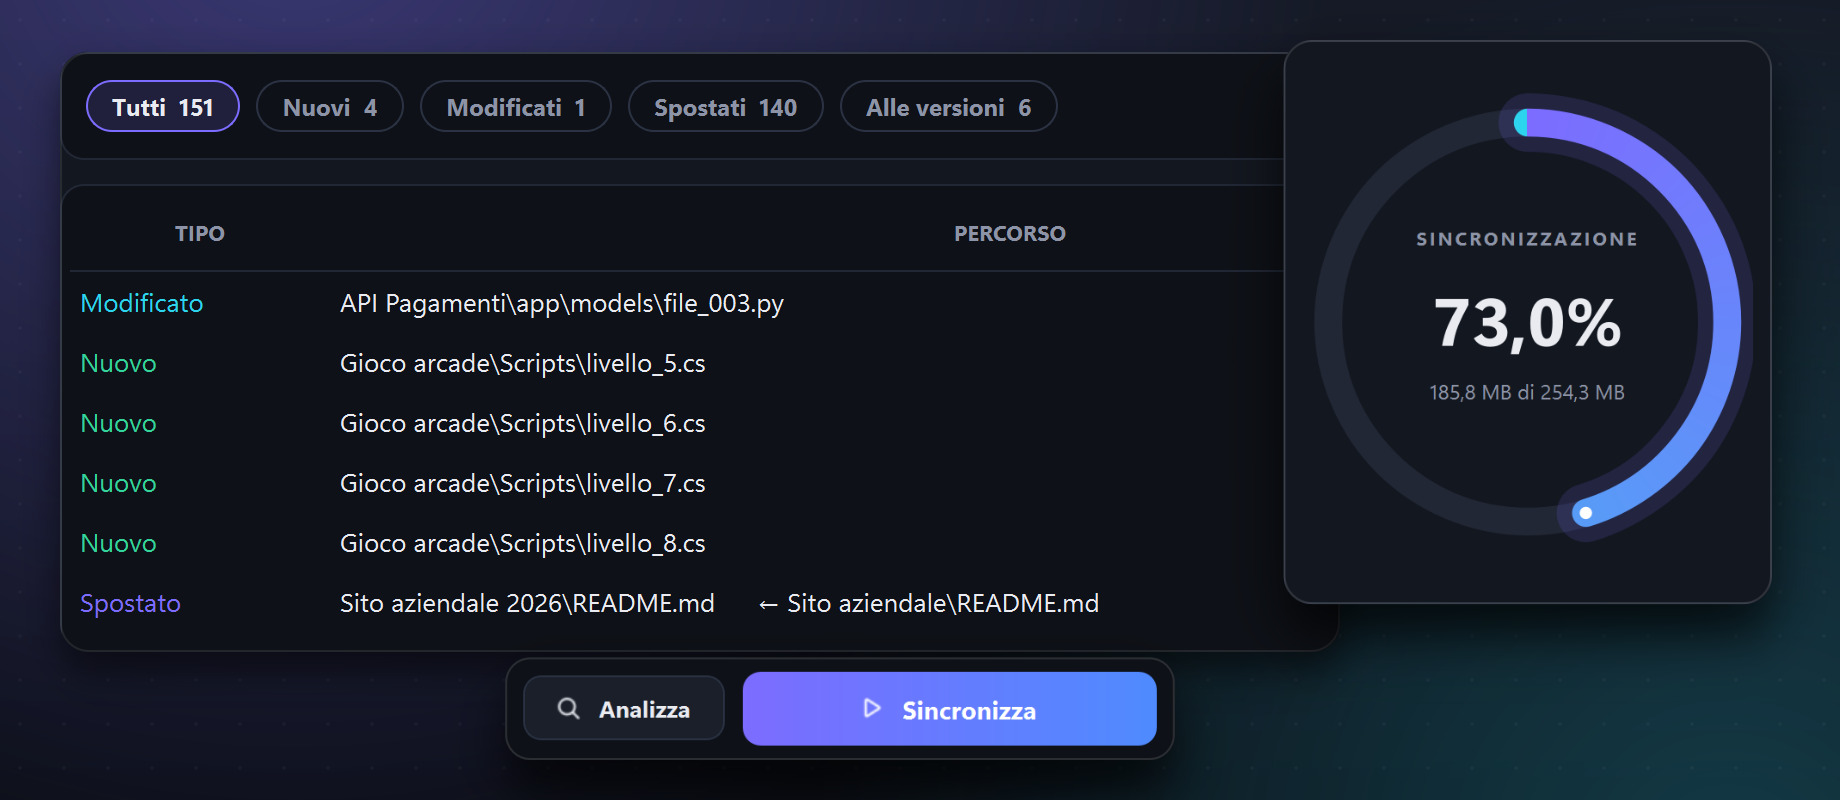 Tutti 151 Nuovi 4 Modificati 1 Spostati 140 Alle versioni 6
TIPO PERCORSO
Modificato API Pagamenti\app\models\file_003.py
Nuovo Gioco arcade\Scripts\livello_5.cs
Nuovo Gioco arcade\Scripts\livello_6.cs
Nuovo Gioco arcade\Scripts\livello_7.cs
Nuovo Gioco arcade\Scripts\livello_8.cs
Spostato Sito aziendale 2026\README.md ← Sito aziendale\README.md
SINCRONIZZAZIONE
73,0%
185,8 MB di 254,3 MB
Analizza Sincronizza